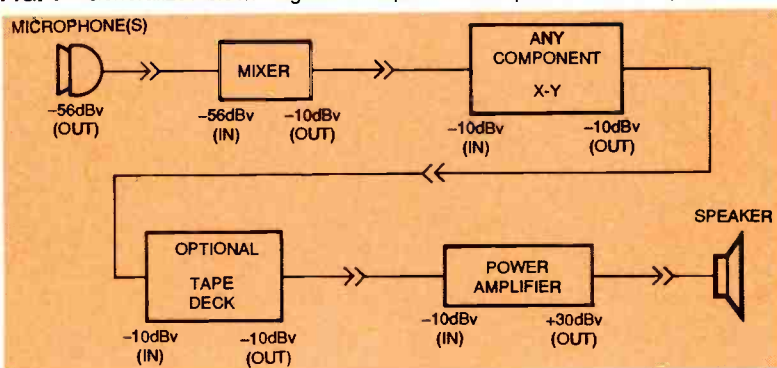 MICROPHONE(S)
-56dBv
(OUT)
MIXER
-56dBv
(IN)
-10dBv
(OUT)
ANY
COMPONENT
X-Y
-10dBv
(IN)
-10dBv
(OUT)
OPTIONAL
TAPE
DECK
-10dBv
(IN)
-10dBv
(OUT)
POWER
AMPLIFIER
-10dBv
(IN)
+30dBv
(OUT)
SPEAKER